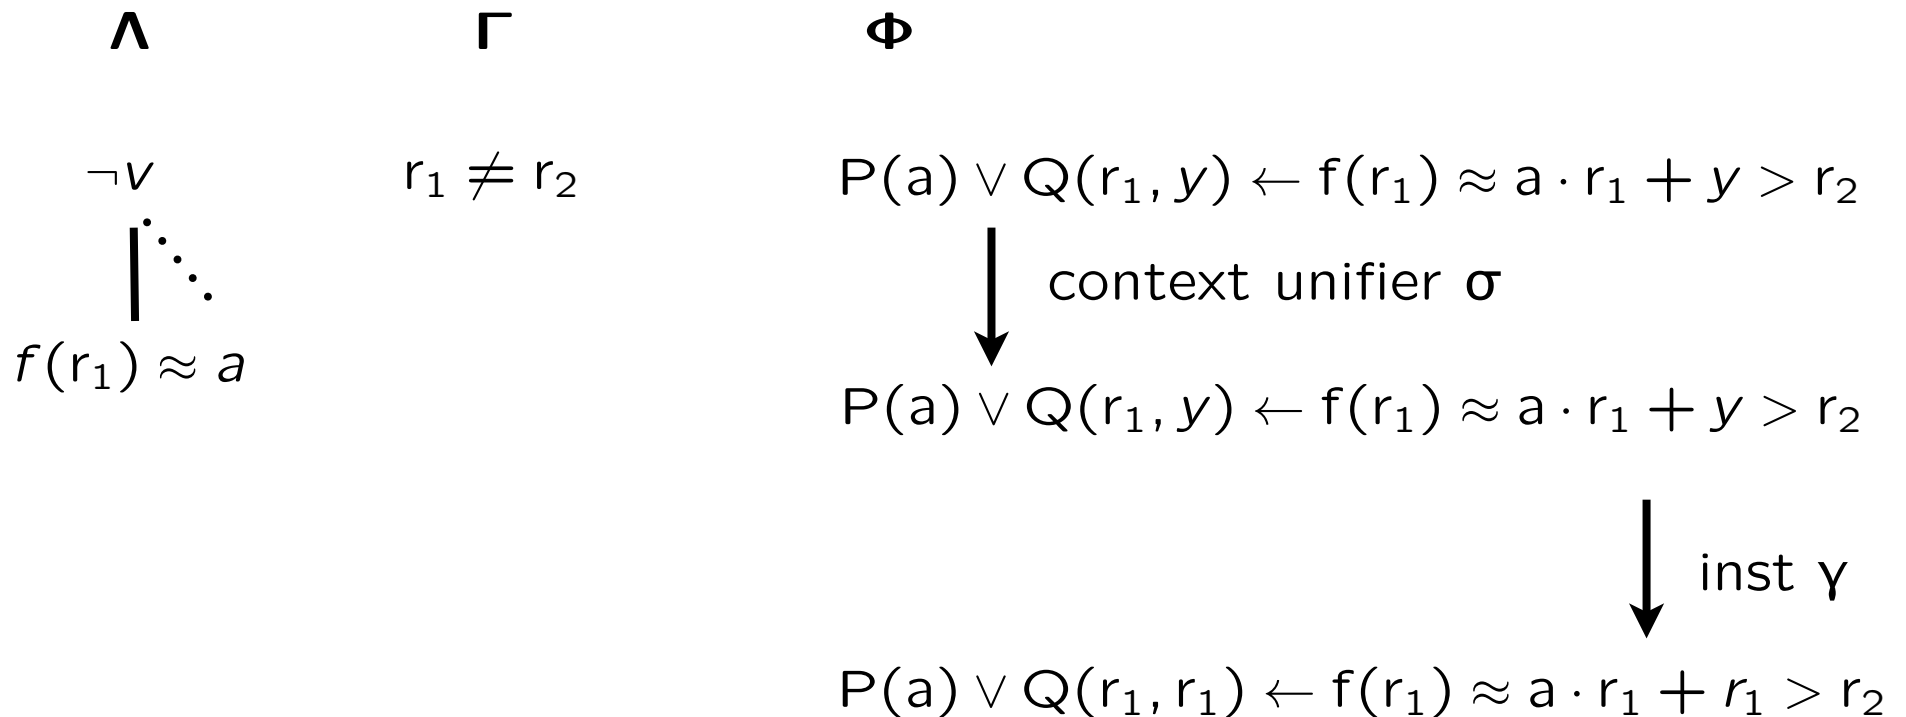 Λ Γ Φ
¬v r₁ ≠ r₂ P(a) ∨ Q(r₁, y) ← f(r₁) ≈ a · r₁ + y > r₂
context unifier σ
f(r₁) ≈ a
P(a) ∨ Q(r₁, y) ← f(r₁) ≈ a · r₁ + y > r₂
inst γ
P(a) ∨ Q(r₁, r₁) ← f(r₁) ≈ a · r₁ + r₁ > r₂